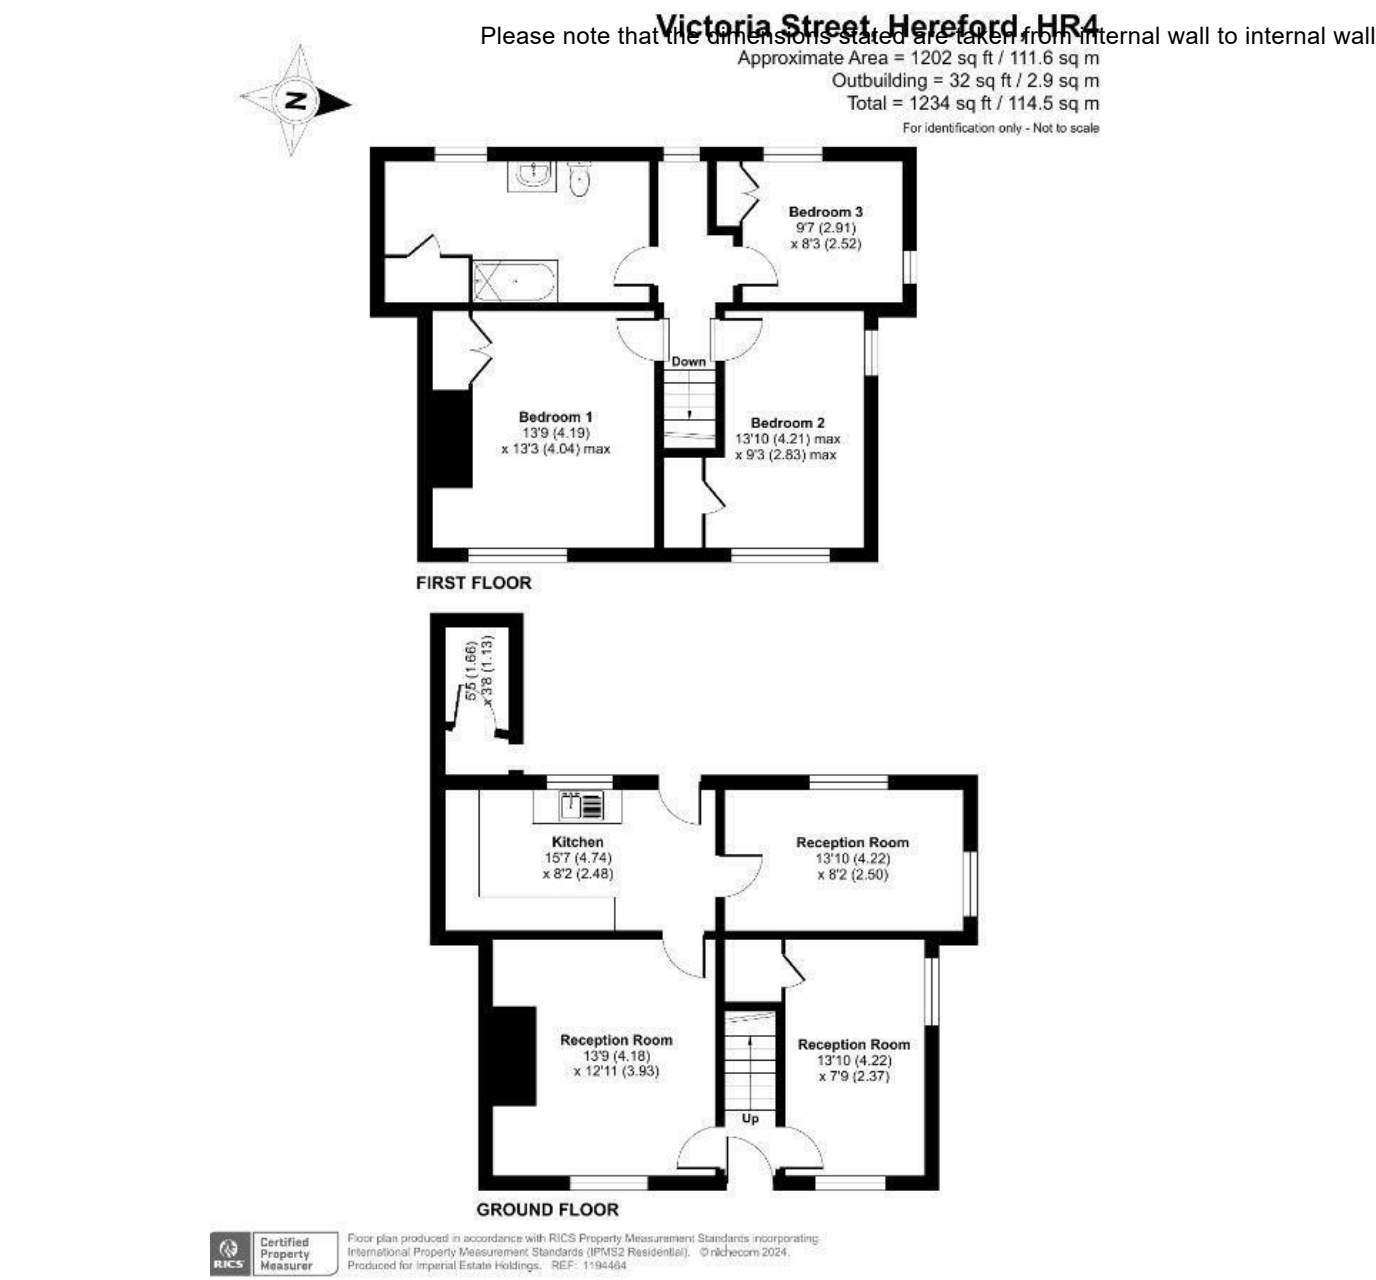 Victoria Street, Hereford, HR4
Please note that the dimensions stated are taken from internal wall to internal wall
Approximate Area = 1202 sq ft / 111.6 sq m
Outbuilding = 32 sq ft / 2.9 sq m
Total = 1234 sq ft / 114.5 sq m
For identification only - Not to scale
N
Bedroom 3
9'7 (2.91)
x 8'3 (2.52)
Down
Bedroom 1
13'9 (4.19)
x 13'3 (4.04) max
Bedroom 2
13'10 (4.21) max
x 9'3 (2.83) max
FIRST FLOOR
5'5 (1.66)
x 3'8 (1.13)
Kitchen
15'7 (4.74)
x 8'2 (2.48)
Reception Room
13'10 (4.22)
x 8'2 (2.50)
Reception Room
13'9 (4.18)
x 12'11 (3.93)
Reception Room
13'10 (4.22)
x 7'9 (2.37)
Up
GROUND FLOOR
RICS
Certified
Property
Measurer
Floor plan produced in accordance with RICS Property Measurement Standards incorporating
International Property Measurement Standards (IPMS2 Residential). © nichecom 2024.
Produced for Imperial Estate Holdings. REF: 1194464